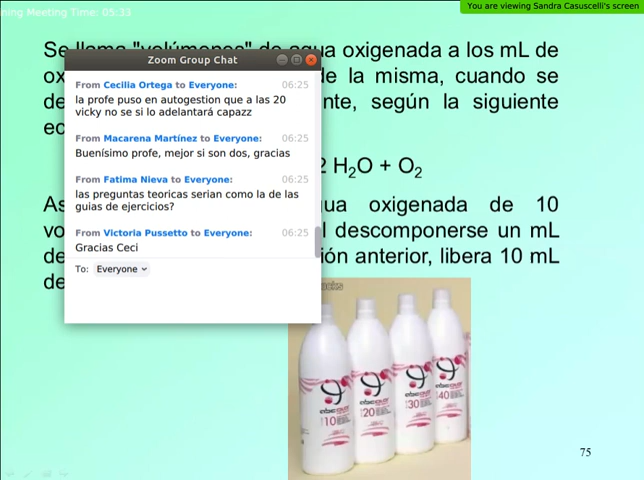 ning Meeting Time: 05:33
You are viewing Sandra Casuscelli's screen
Se llama "volúmenes" de agua oxigenada a los mL de
ox
de la misma, cuando se
de
nte, según la siguiente
ec
2 H₂O + O₂
As
ua oxigenada de 10
vo
l descomponerse un mL
de
ión anterior, libera 10 mL
de
Zoom Group Chat
From Cecilia Ortega to Everyone: 06:25
la profe puso en autogestion que a las 20
vicky no se si lo adelantará capazz
From Macarena Martínez to Everyone: 06:25
Buenísimo profe, mejor si son dos, gracias
From Fatima Nieva to Everyone: 06:25
las preguntas teoricas serian como la de las
guias de ejercicios?
From Victoria Pussetto to Everyone: 06:25
Gracias Ceci
To: Everyone
10
20
30
40
75